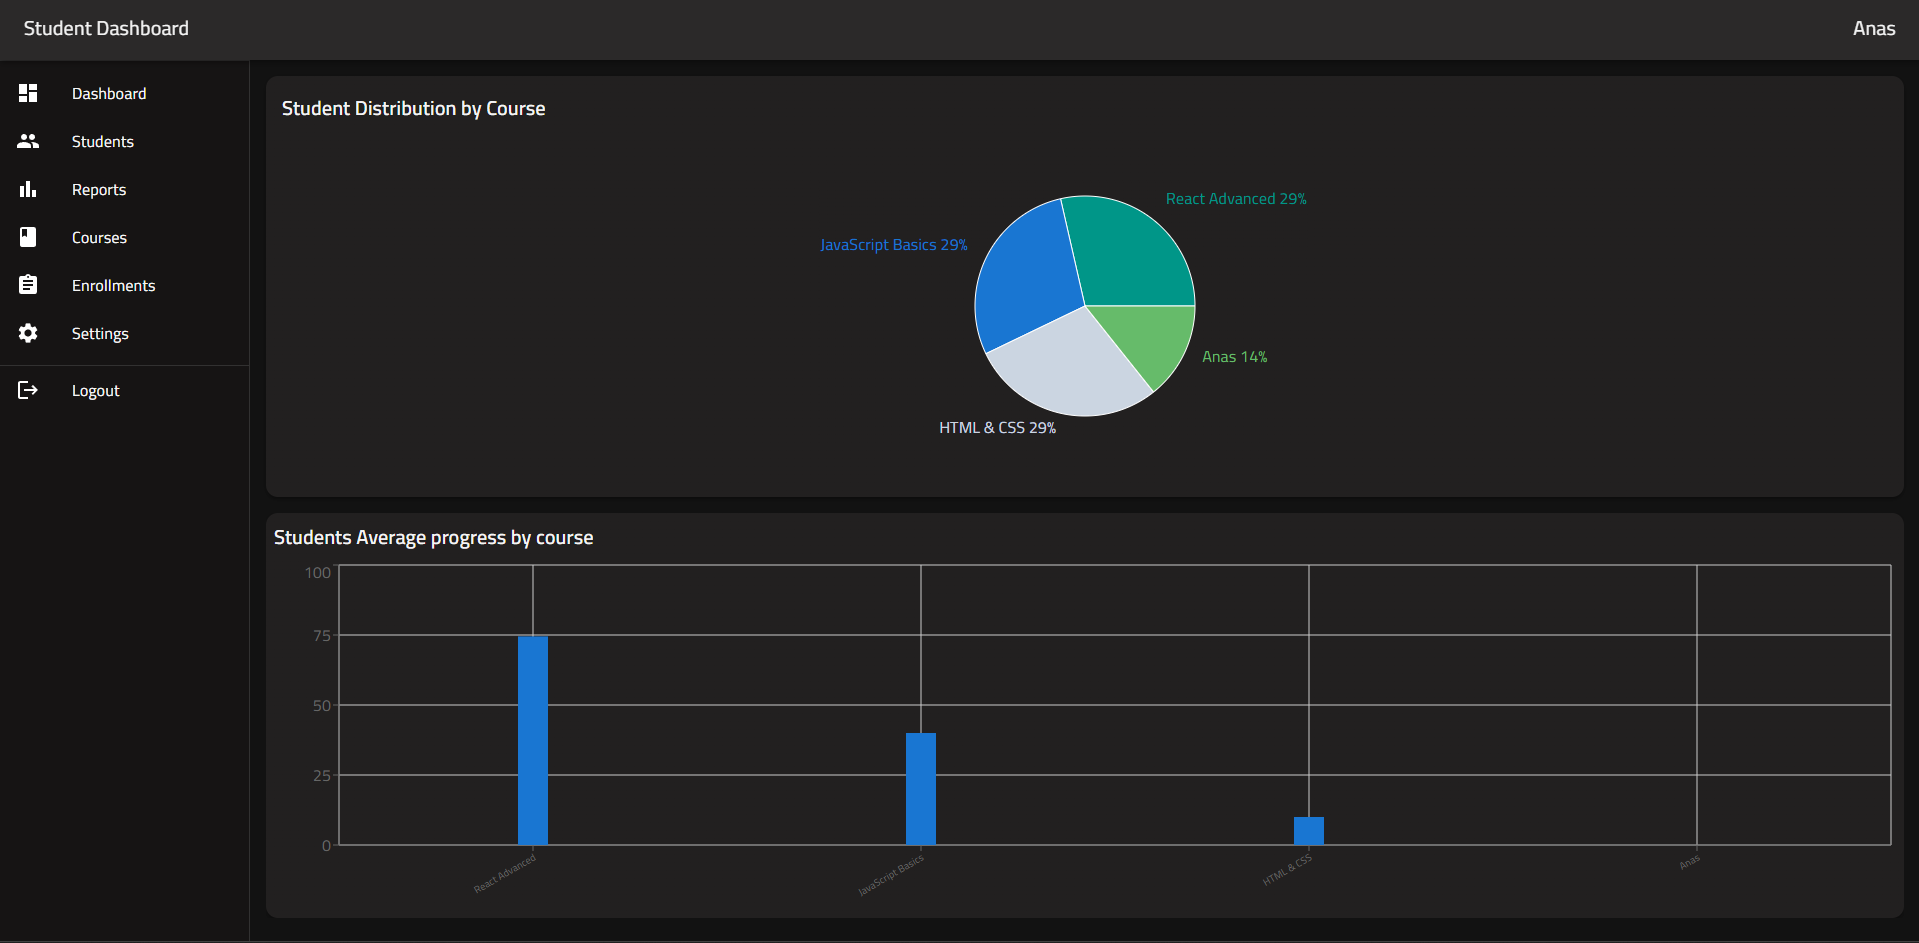 Student Dashboard
Anas
Dashboard
Students
Reports
Courses
Enrollments
Settings
Logout
Student Distribution by Course
React Advanced 29%
JavaScript Basics 29%
Anas 14%
HTML & CSS 29%
Students Average progress by course
100
75
50
25
0
React Advanced
JavaScript Basics
HTML & CSS
Anas